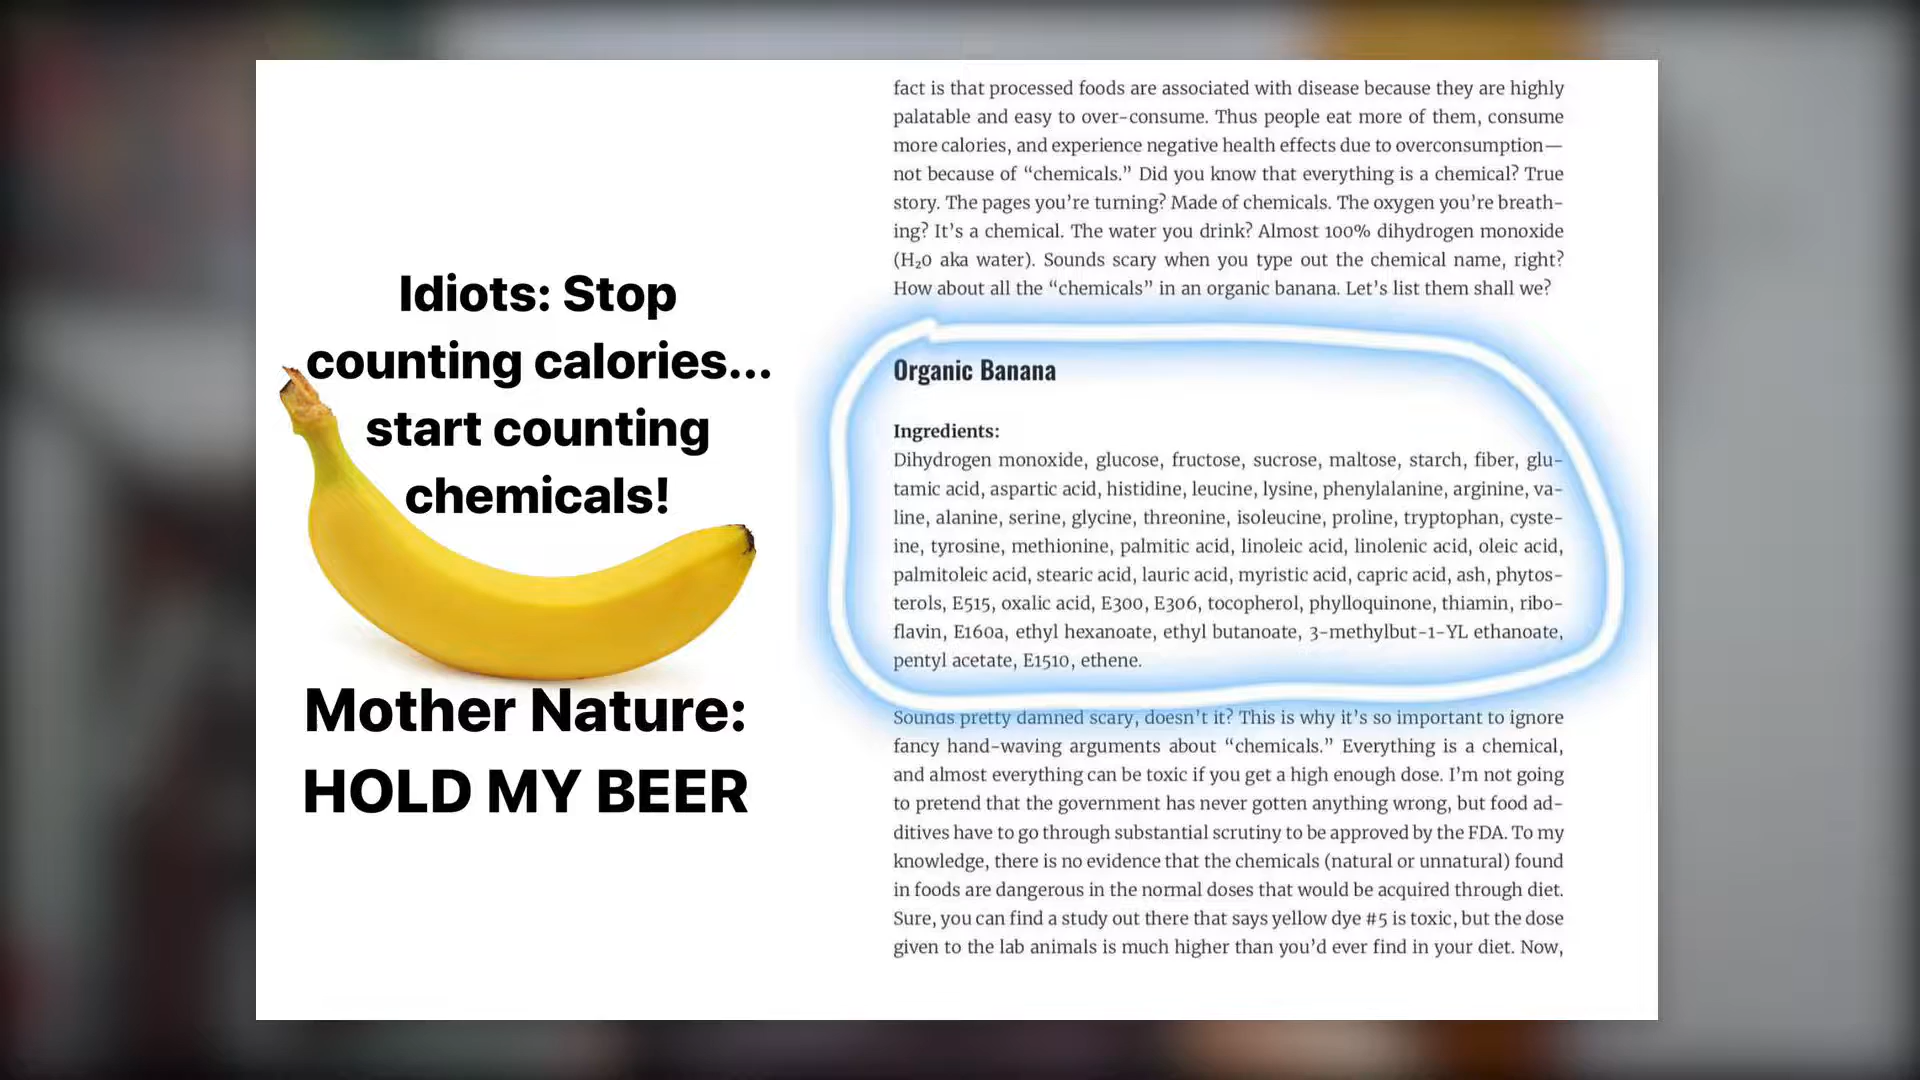 Idiots: Stop
counting calories...
start counting
chemicals!
Mother Nature:
HOLD MY BEER
fact is that processed foods are associated with disease because they are highly
palatable and easy to over-consume. Thus people eat more of them, consume
more calories, and experience negative health effects due to overconsumption—
not because of “chemicals.” Did you know that everything is a chemical? True
story. The pages you’re turning? Made of chemicals. The oxygen you’re breath-
ing? It’s a chemical. The water you drink? Almost 100% dihydrogen monoxide
(H₂0 aka water). Sounds scary when you type out the chemical name, right?
How about all the “chemicals” in an organic banana. Let’s list them shall we?
Organic Banana
Ingredients:
Dihydrogen monoxide, glucose, fructose, sucrose, maltose, starch, fiber, glu-
tamic acid, aspartic acid, histidine, leucine, lysine, phenylalanine, arginine, va-
line, alanine, serine, glycine, threonine, isoleucine, proline, tryptophan, cyste-
ine, tyrosine, methionine, palmitic acid, linoleic acid, linolenic acid, oleic acid,
palmitoleic acid, stearic acid, lauric acid, myristic acid, capric acid, ash, phytos-
terols, E515, oxalic acid, E300, E306, tocopherol, phylloquinone, thiamin, ribo-
flavin, E160a, ethyl hexanoate, ethyl butanoate, 3-methylbut-1-YL ethanoate,
pentyl acetate, E1510, ethene.
Sounds pretty damned scary, doesn’t it? This is why it’s so important to ignore
fancy hand-waving arguments about “chemicals.” Everything is a chemical,
and almost everything can be toxic if you get a high enough dose. I’m not going
to pretend that the government has never gotten anything wrong, but food ad-
ditives have to go through substantial scrutiny to be approved by the FDA. To my
knowledge, there is no evidence that the chemicals (natural or unnatural) found
in foods are dangerous in the normal doses that would be acquired through diet.
Sure, you can find a study out there that says yellow dye #5 is toxic, but the dose
given to the lab animals is much higher than you’d ever find in your diet. Now,